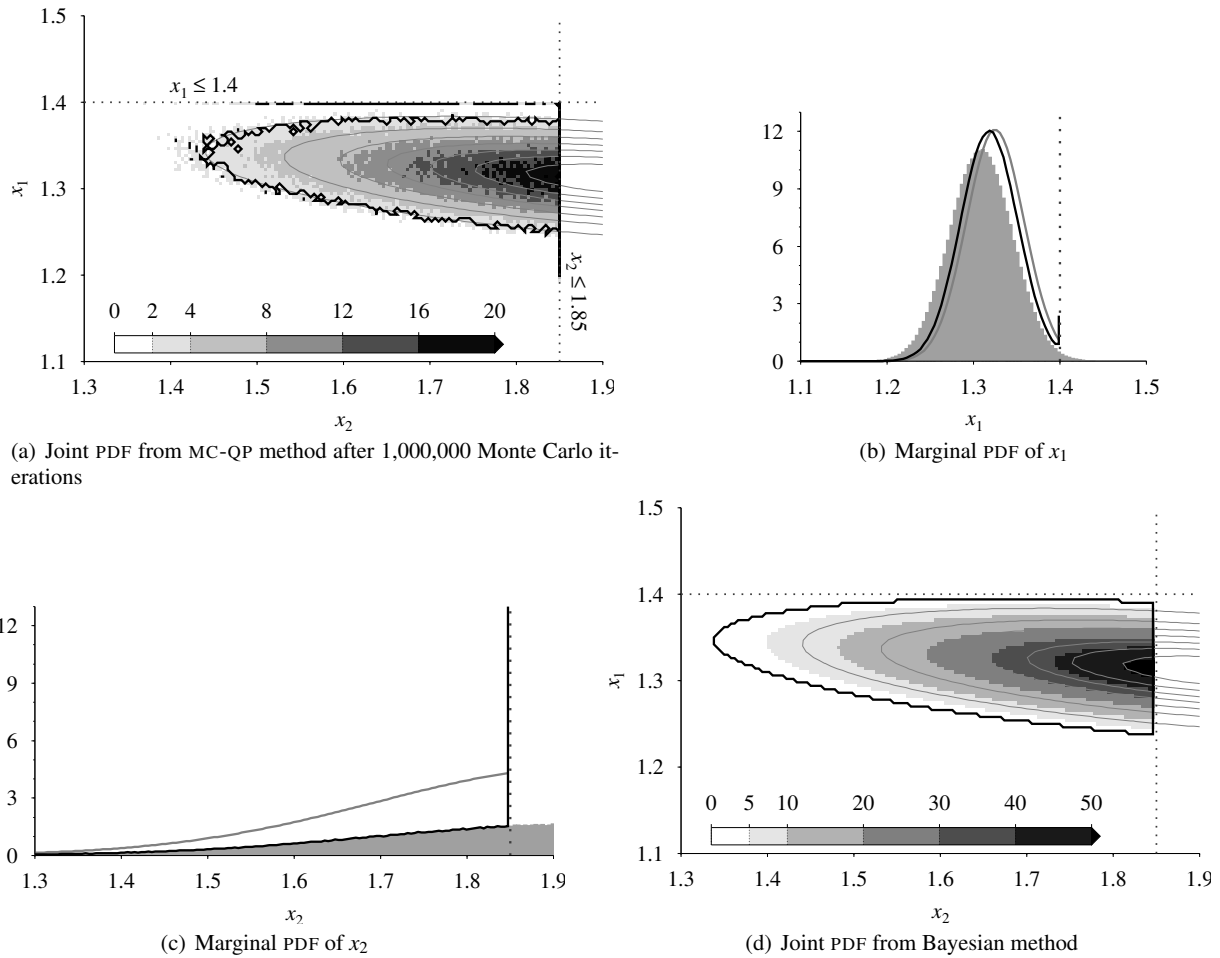 1.5
1.4
1.3
1.2
1.1
x1
x1 ≤ 1.4
x2 ≤ 1.85
0 2 4 8 12 16 20
1.3 1.4 1.5 1.6 1.7 1.8 1.9
x2
(a) Joint PDF from MC-QP method after 1,000,000 Monte Carlo it-
erations
12
9
6
3
0
1.1 1.2 1.3 1.4 1.5
x1
(b) Marginal PDF of x1
12
9
6
3
0
1.3 1.4 1.5 1.6 1.7 1.8 1.9
x2
(c) Marginal PDF of x2
1.5
1.4
1.3
1.2
1.1
x1
0 5 10 20 30 40 50
1.3 1.4 1.5 1.6 1.7 1.8 1.9
x2
(d) Joint PDF from Bayesian method